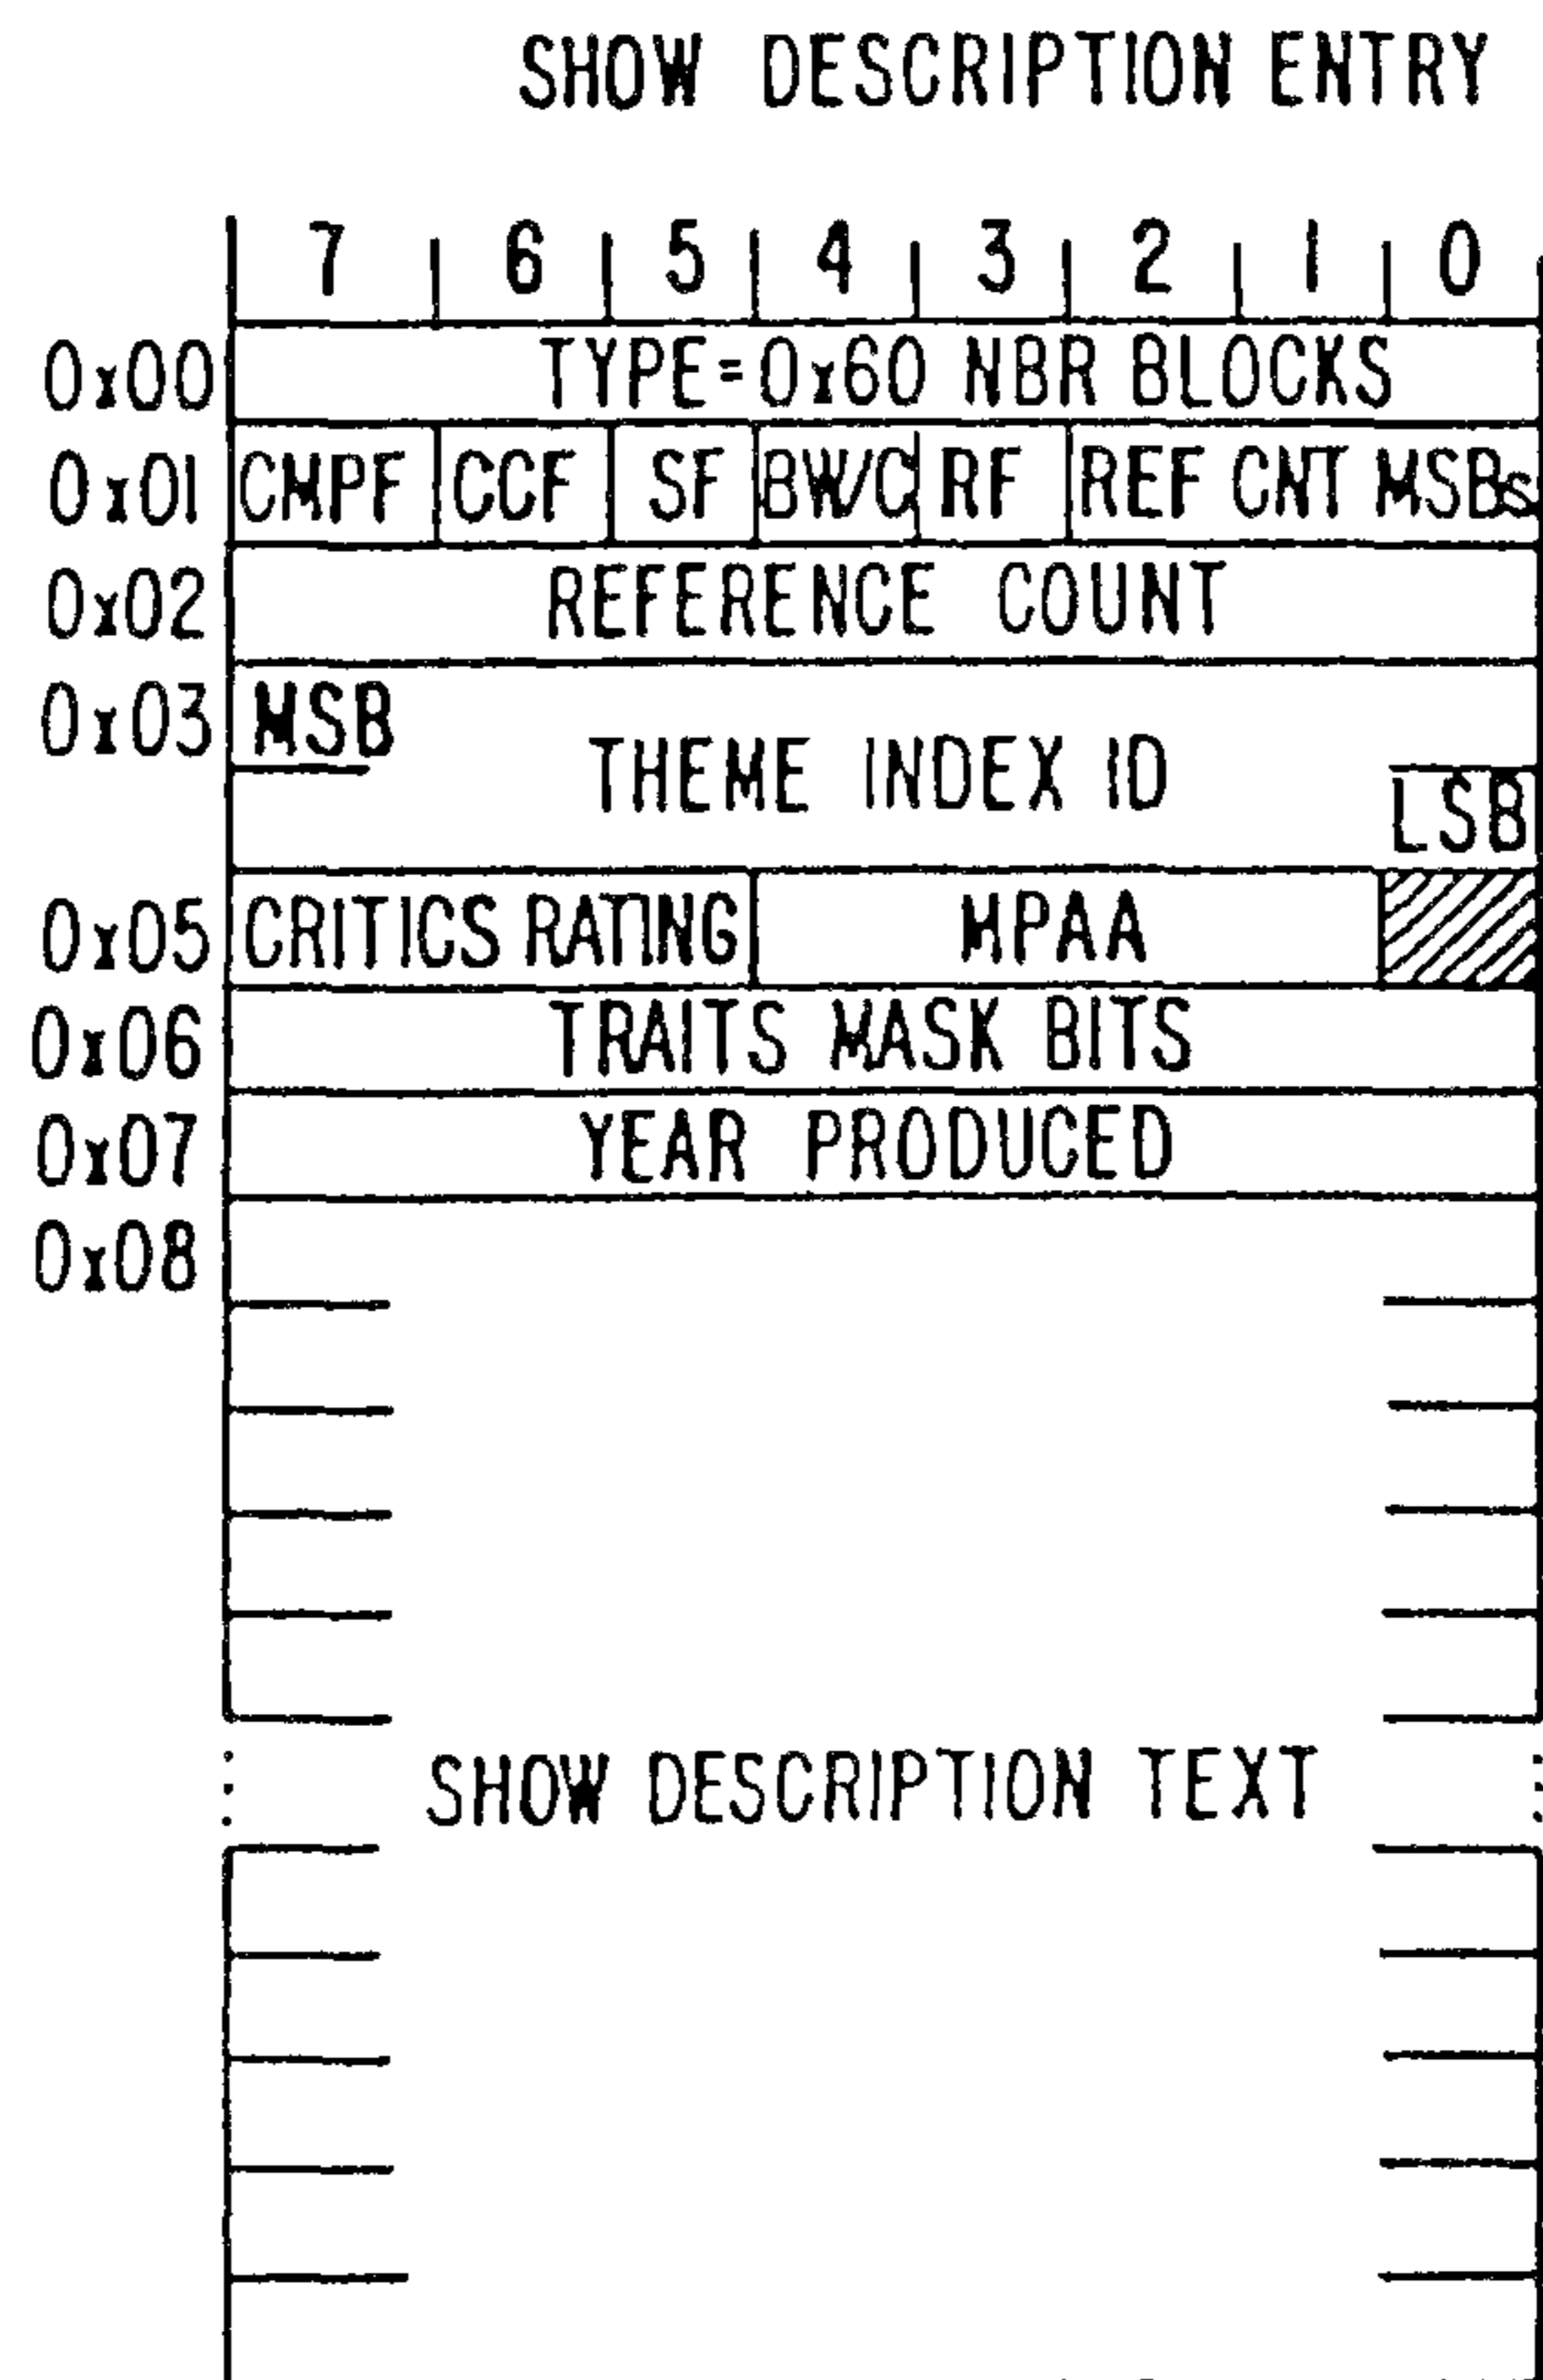 SHOW DESCRIPTION ENTRY
7 6 5 4 3 2 1 0
0x00 TYPE=0x60 NBR BLOCKS
0x01 CMPF CCF SF BW/C RF REF CNT MSBs
0x02 REFERENCE COUNT
0x03 MSB
THEME INDEX ID
LSB
0x05 CRITICS RATING MPAA
0x06 TRAITS MASK BITS
0x07 YEAR PRODUCED
0x08
SHOW DESCRIPTION TEXT